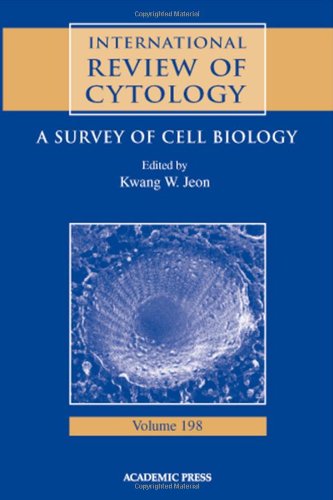 INTERNATIONAL
REVIEW OF
CYTOLOGY
A SURVEY OF CELL BIOLOGY
Edited by
Kwang W. Jeon
Volume 198
ACADEMIC PRESS